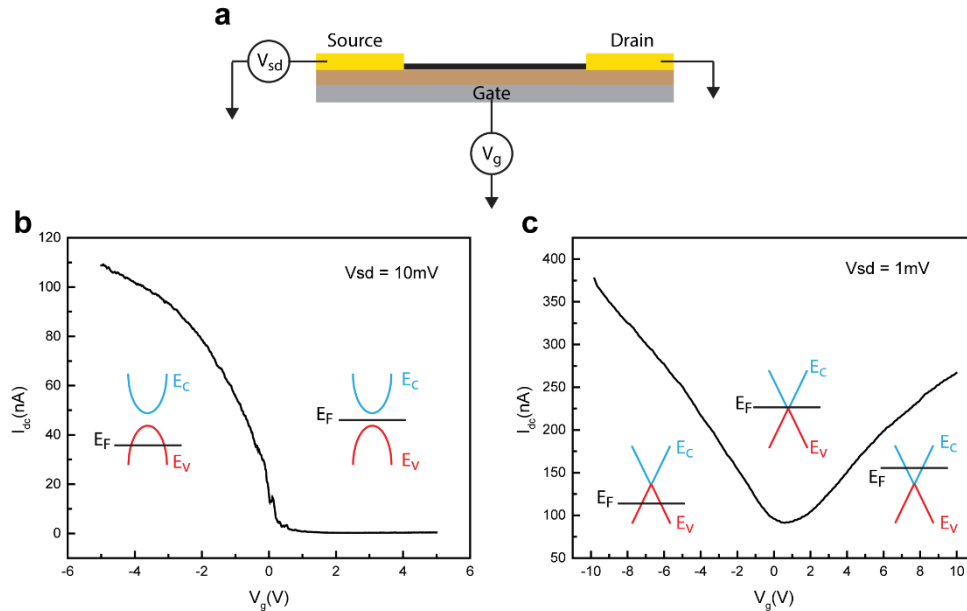 a
Source
Drain
Vsd
Gate
Vg
b
Vsd = 10mV
120
100
80
60
40
20
0
Idc(nA)
EC
EF
EV
EC
EF
EV
-6 -4 -2 0 2 4 6
Vg(V)
c
Vsd = 1mV
400
350
300
250
200
150
100
50
Idc(nA)
EC
EF
EV
EC
EF
EV
EC
EF
EV
-10 -8 -6 -4 -2 0 2 4 6 8 10
Vg(V)